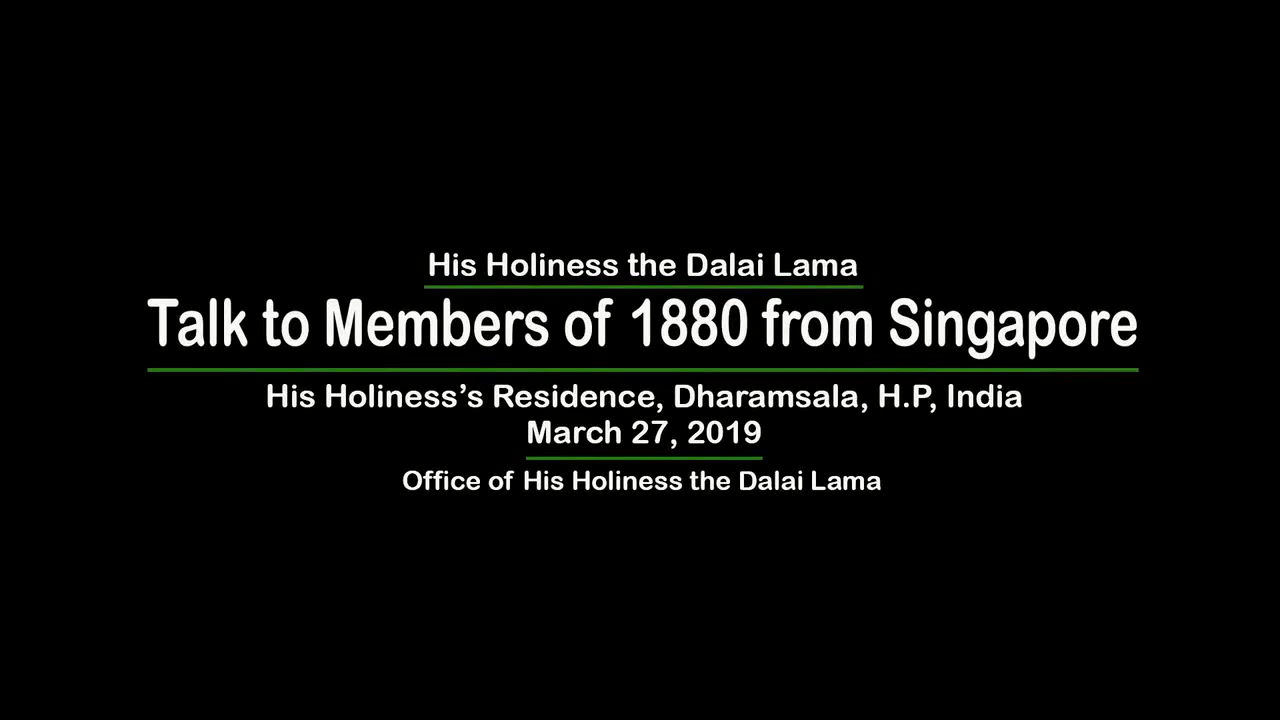 His Holiness the Dalai Lama
Talk to Members of 1880 from Singapore
His Holiness’s Residence, Dharamsala, H.P, India
March 27, 2019
Office of His Holiness the Dalai Lama